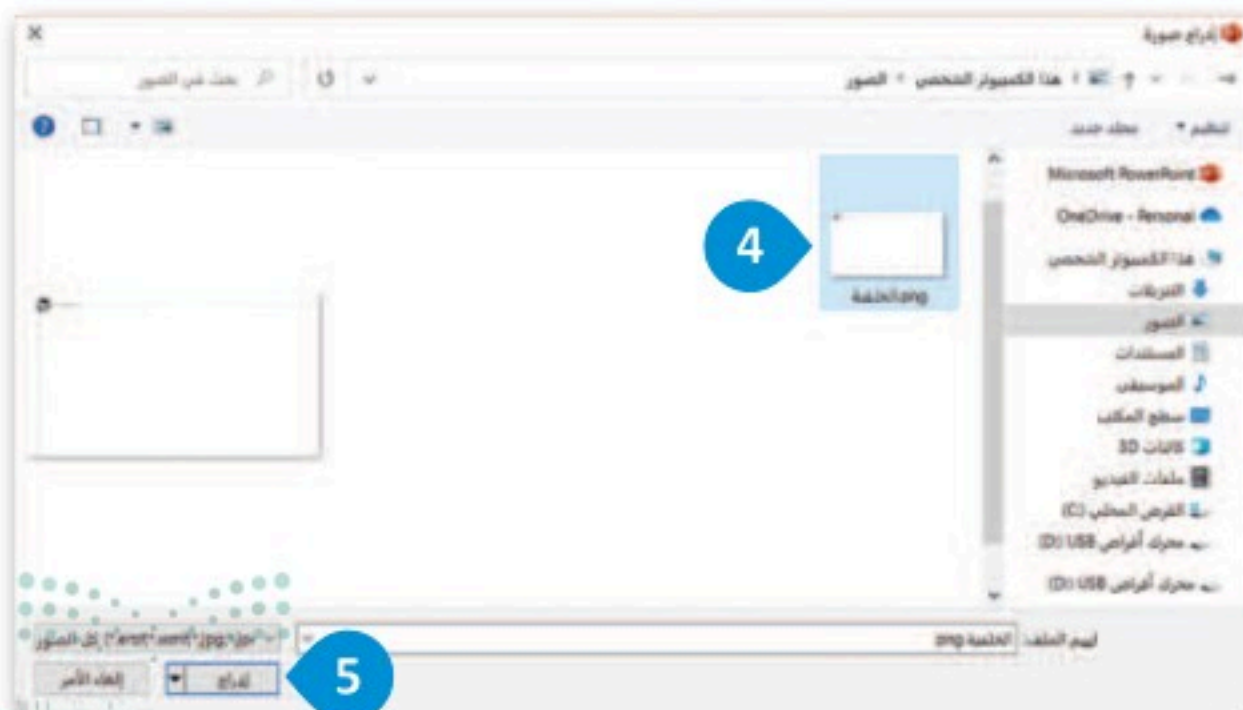 إدراج صورة
هذا الكمبيوتر الشخصي › الصور
بحث في الصور
تنظيم
مجلد جديد
Microsoft PowerPoint
OneDrive - Personal
هذا الكمبيوتر الشخصي
التنزيلات
الصور
المستندات
الموسيقى
سطح المكتب
كائنات 3D
ملفات الفيديو
القرص المحلي (C:)
محرك أقراص USB (D:)
محرك أقراص USB (D:)
4
الخلفية.png
اسم الملف: الخلفية.png
كل الصور
5
إدراج
إلغاء الأمر